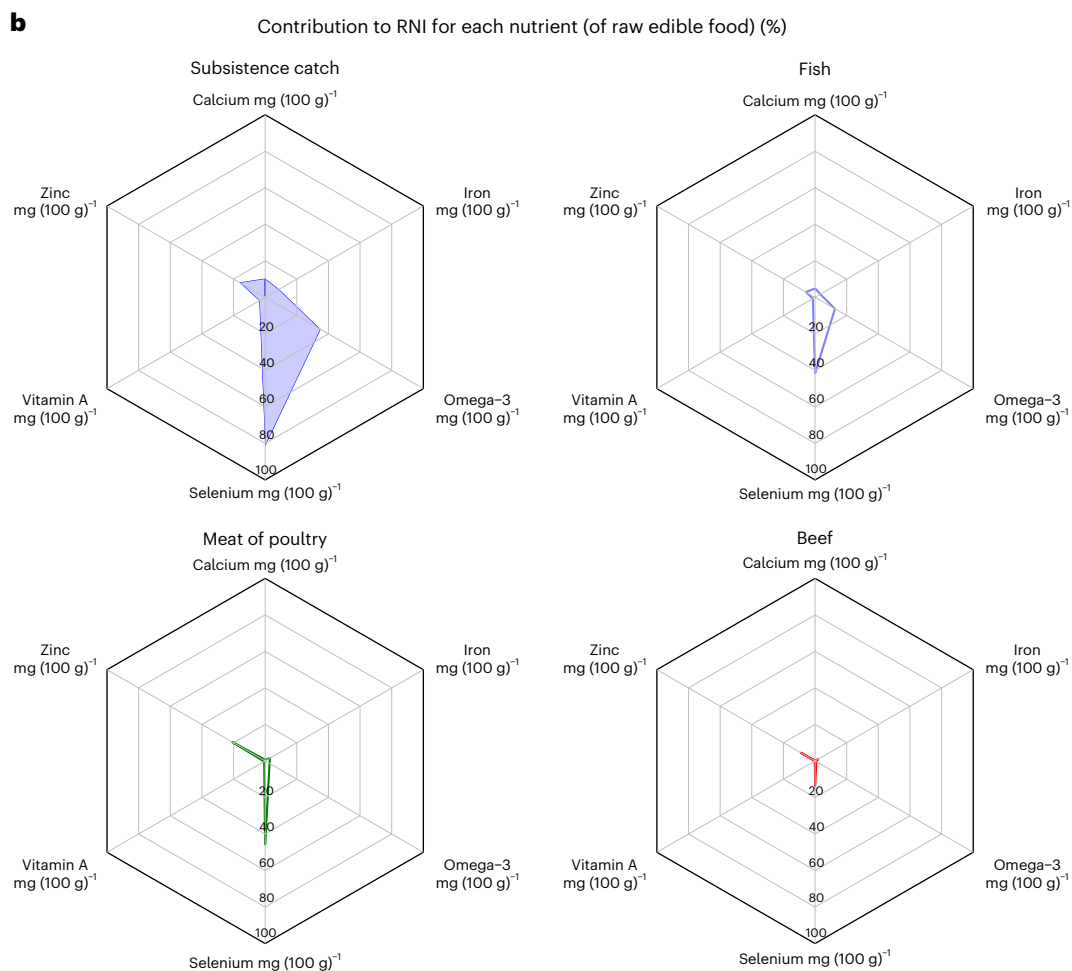 b
Contribution to RNI for each nutrient (of raw edible food) (%)
Subsistence catch
Calcium mg (100 g)⁻¹
Zinc
mg (100 g)⁻¹
Iron
mg (100 g)⁻¹
20
40
60
80
100
Vitamin A
mg (100 g)⁻¹
Omega–3
mg (100 g)⁻¹
Selenium mg (100 g)⁻¹
Fish
Calcium mg (100 g)⁻¹
Zinc
mg (100 g)⁻¹
Iron
mg (100 g)⁻¹
20
40
60
80
100
Vitamin A
mg (100 g)⁻¹
Omega–3
mg (100 g)⁻¹
Selenium mg (100 g)⁻¹
Meat of poultry
Calcium mg (100 g)⁻¹
Zinc
mg (100 g)⁻¹
Iron
mg (100 g)⁻¹
20
40
60
80
100
Vitamin A
mg (100 g)⁻¹
Omega–3
mg (100 g)⁻¹
Selenium mg (100 g)⁻¹
Beef
Calcium mg (100 g)⁻¹
Zinc
mg (100 g)⁻¹
Iron
mg (100 g)⁻¹
20
40
60
80
100
Vitamin A
mg (100 g)⁻¹
Omega–3
mg (100 g)⁻¹
Selenium mg (100 g)⁻¹